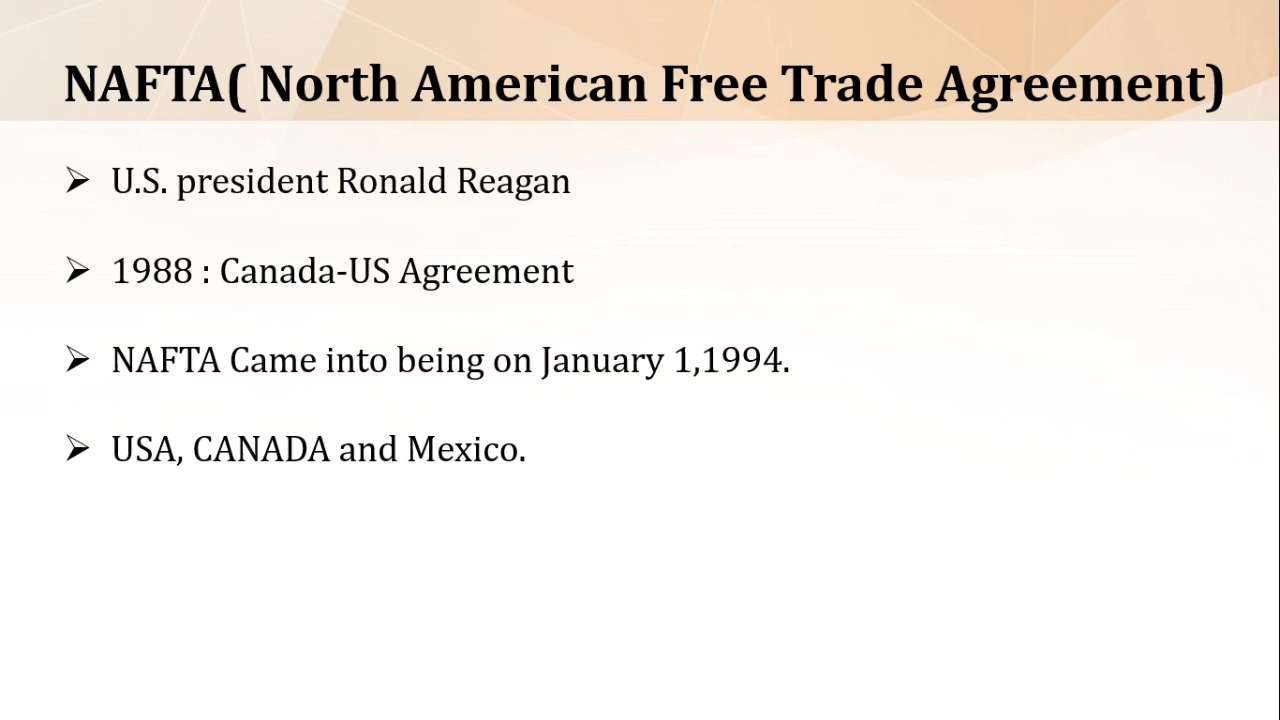 NAFTA( North American Free Trade Agreement)
➢ U.S. president Ronald Reagan
➢ 1988 : Canada-US Agreement
➢ NAFTA Came into being on January 1,1994.
➢ USA, CANADA and Mexico.